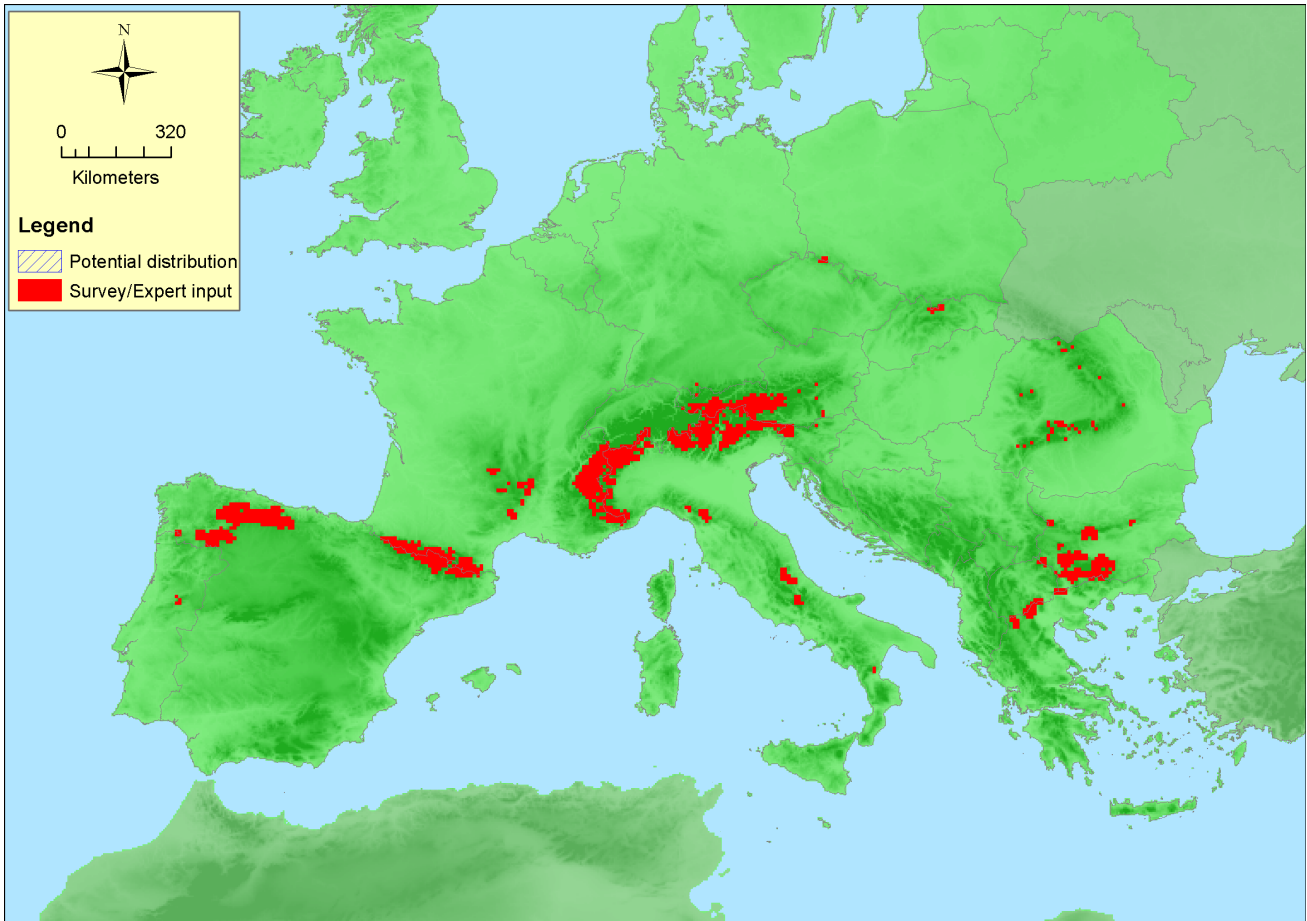 N
0 320
Kilometers
Legend
Potential distribution
Survey/Expert input